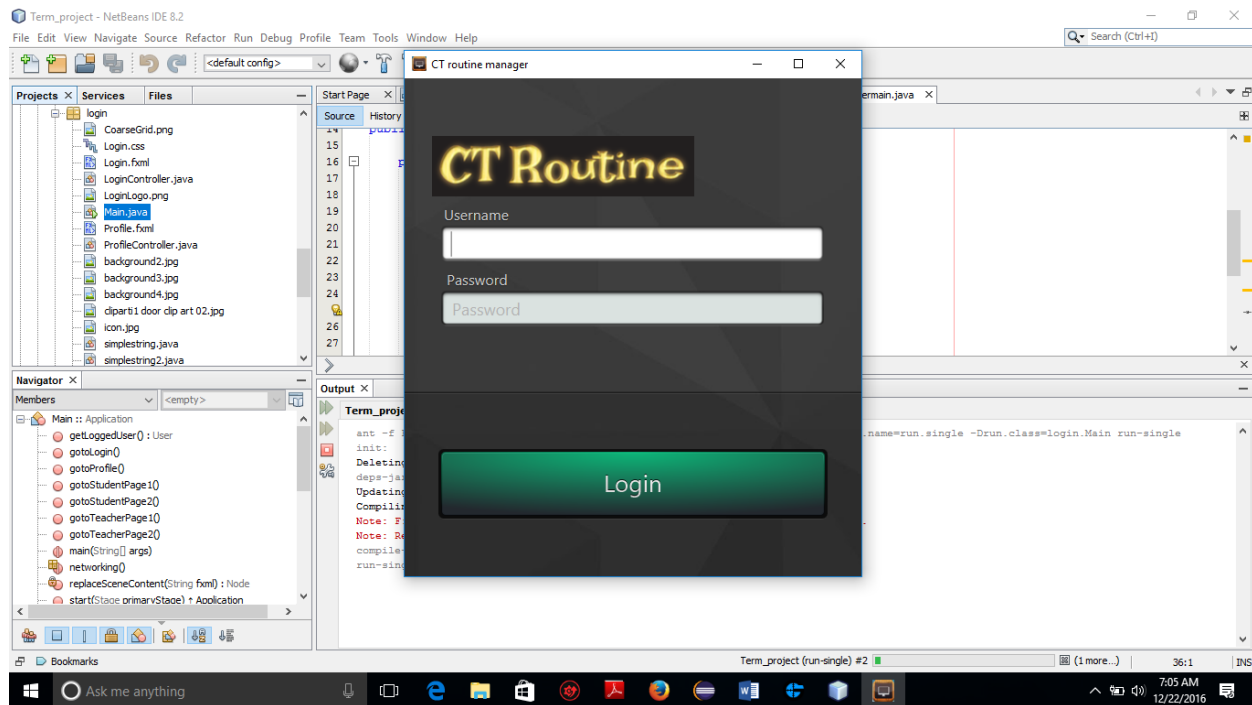 Term_project - NetBeans IDE 8.2
File Edit View Navigate Source Refactor Run Debug Profile Team Tools Window Help
Search (Ctrl+I)
<default config>
CT routine manager
Projects Services Files
Start Page
ermain.java
Source History
login
CoarseGrid.png
Login.css
Login.fxml
LoginController.java
LoginLogo.png
Main.java
Profile.fxml
ProfileController.java
background2.jpg
background3.jpg
background4.jpg
cliparti1 door clip art 02.jpg
icon.jpg
simplestring.java
simplestring2.java
14
15
16
17
18
19
20
21
22
23
24
26
27
CT Routine
Username
Password
Password
Login
Navigator
Members
<empty>
Main :: Application
getLoggedUser() : User
gotoLogin()
gotoProfile()
gotoStudentPage1()
gotoStudentPage2()
gotoTeacherPage1()
gotoTeacherPage2()
main(String[] args)
networking()
replaceSceneContent(String fxml) : Node
start(Stage primaryStage) ↑ Application
Output
Term_proje
ant -f
.name=run.single -Drun.class=login.Main run-single
init:
Deleting
deps-ja
Updating
Compili
Note: F
Note: Re
compile-
run-sing
Bookmarks
Term_project (run-single) #2
(1 more...)
36:1
INS
Ask me anything
7:05 AM
12/22/2016